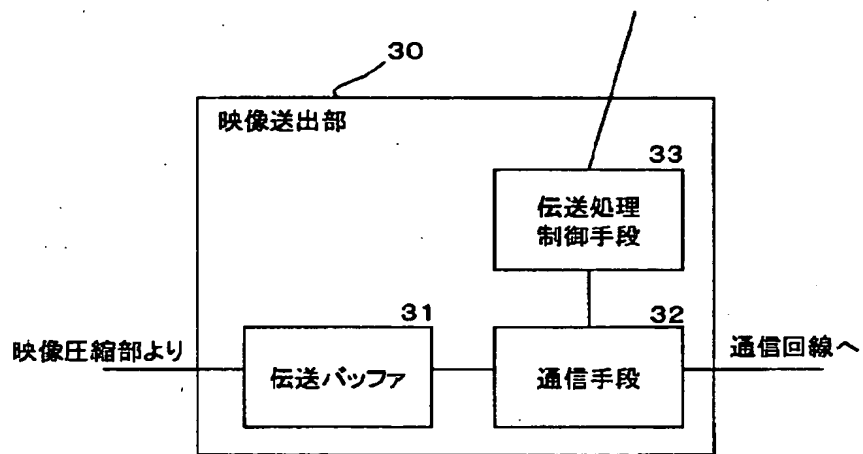 30
映像送出部
33
伝送処理
制御手段
31
32
映像圧縮部より
伝送バッファ
通信手段
通信回線へ